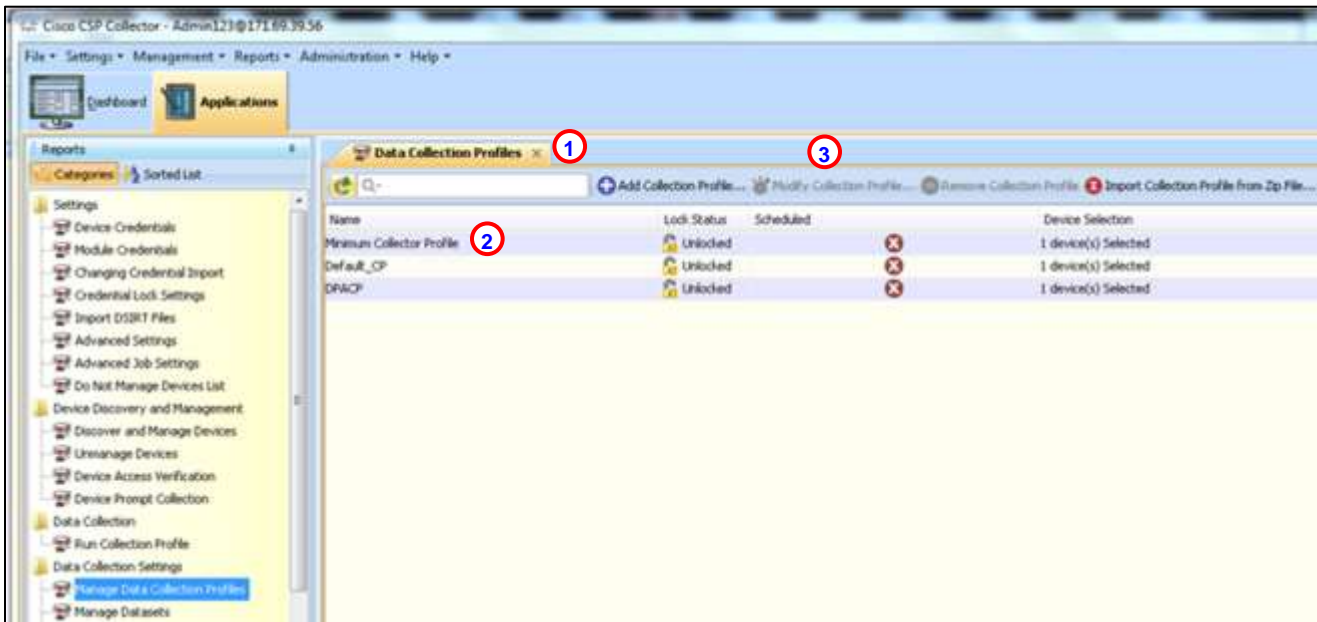 Cisco CSP Collector - Admin123@171.69.39.56
File Settings Management Reports Administration Help
Dashboard Applications
Reports
Categories Sorted List
Settings
Device Credentials
Module Credentials
Changing Credential Import
Credential Lock Settings
Import DSIRT Files
Advanced Settings
Advanced Job Settings
Do Not Manage Devices List
Device Discovery and Management
Discover and Manage Devices
Unmanage Devices
Device Access Verification
Device Prompt Collection
Data Collection
Run Collection Profile
Data Collection Settings
Manage Data Collection Profiles
Manage Datasets
Data Collection Profiles 1
3
Add Collection Profile... Modify Collection Profile... Remove Collection Profile Import Collection Profile from Zip File...
Name Lock Status Scheduled Device Selection
Minimum Collector Profile 2 Unlocked 1 device(s) Selected
Default_CP Unlocked 1 device(s) Selected
DPACP Unlocked 1 device(s) Selected